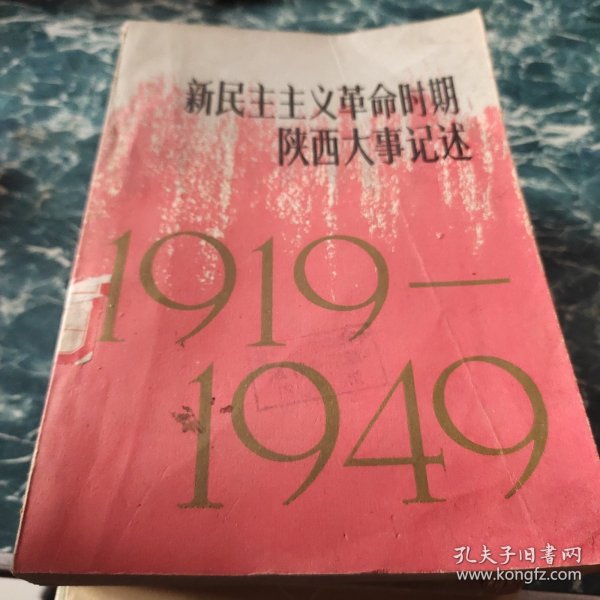 新民主主义革命时期
陕西大事记述
1919—
1949
孔夫子旧书网
www.kongfz.com